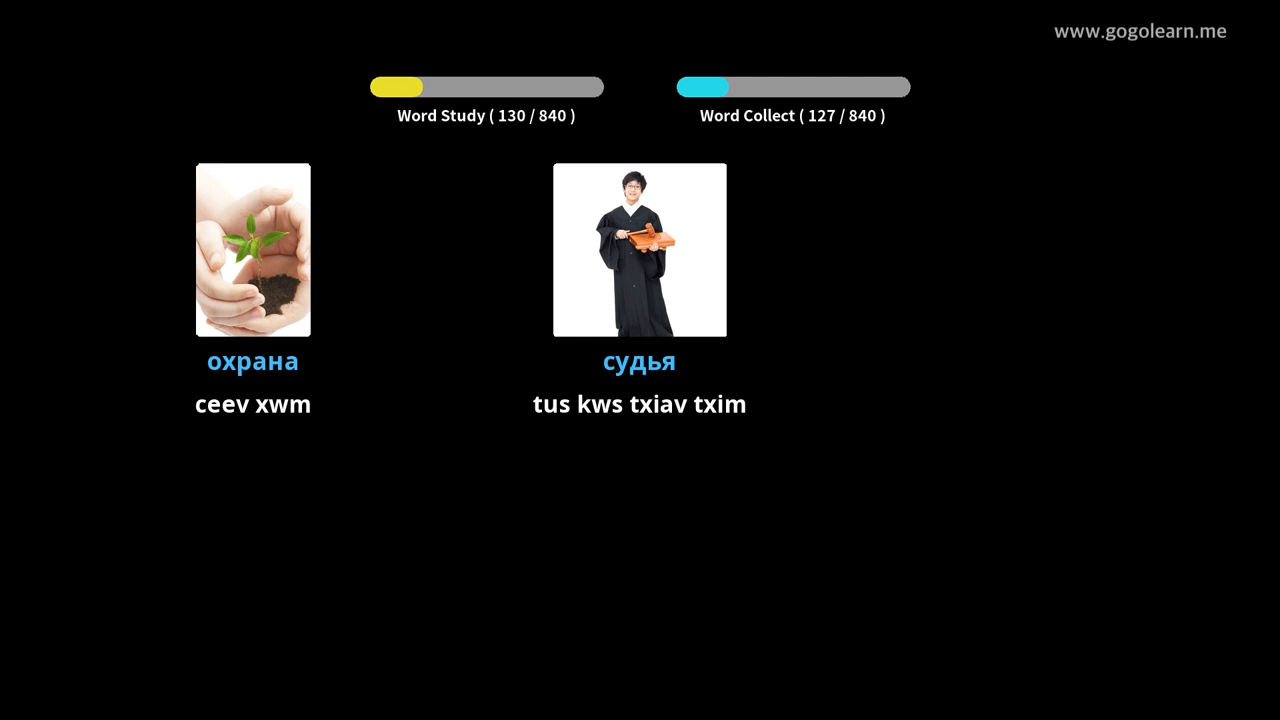 www.gogolearn.me
Word Study ( 130 / 840 )
Word Collect ( 127 / 840 )
охрана
ceev xwm
судья
tus kws txiav txim